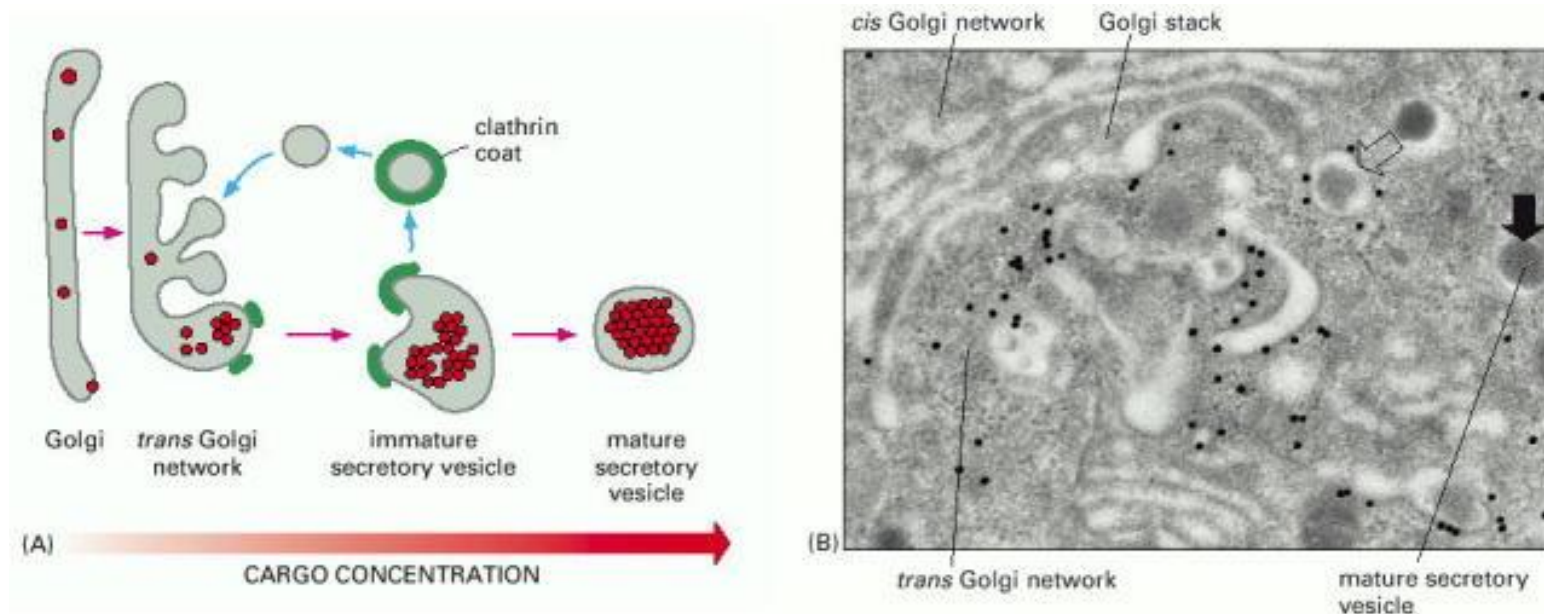 clathrin
coat
Golgi
trans Golgi
network
immature
secretory vesicle
mature
secretory
vesicle
(A)
CARGO CONCENTRATION
cis Golgi network
Golgi stack
(B)
trans Golgi network
mature secretory
vesicle